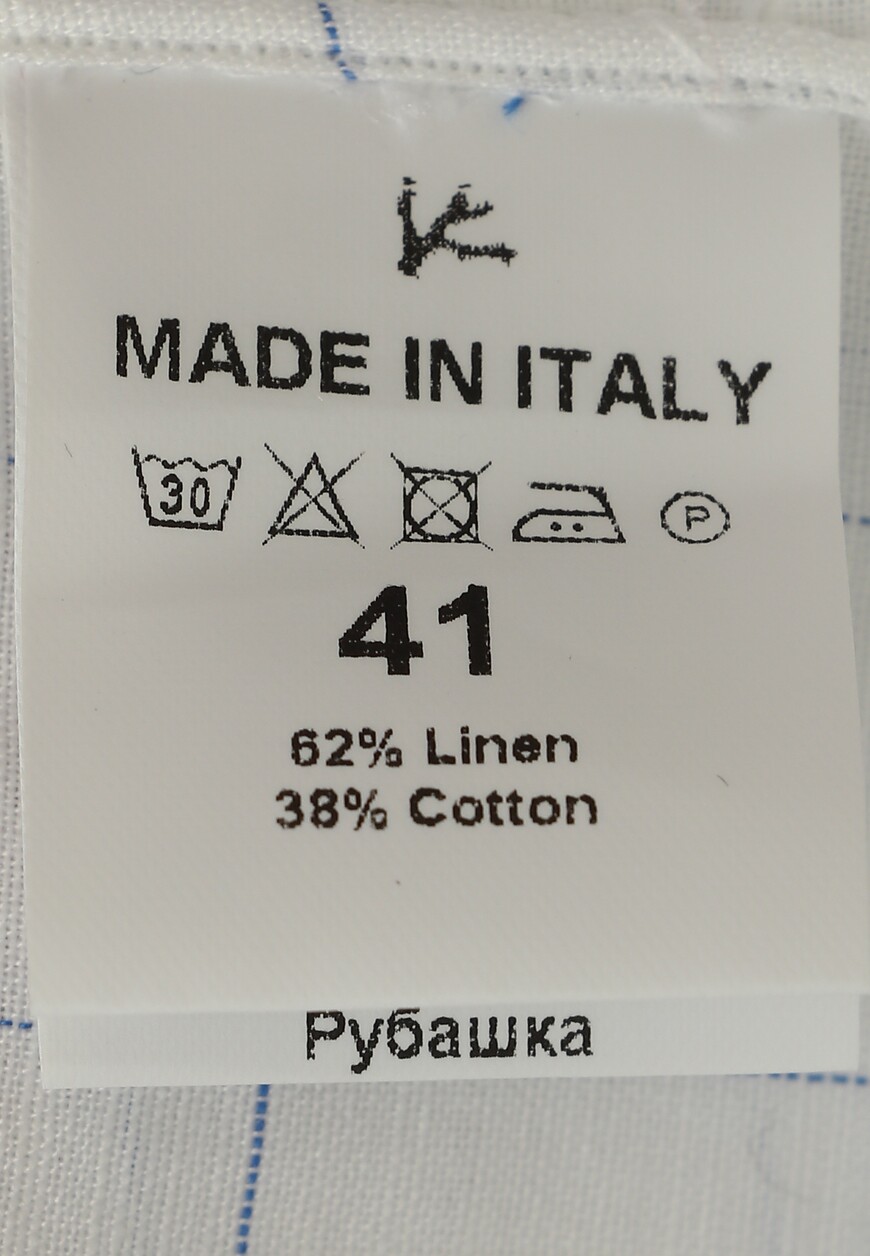 K
MADE IN ITALY
30 P
41
62% Linen
38% Cotton
Рубашка